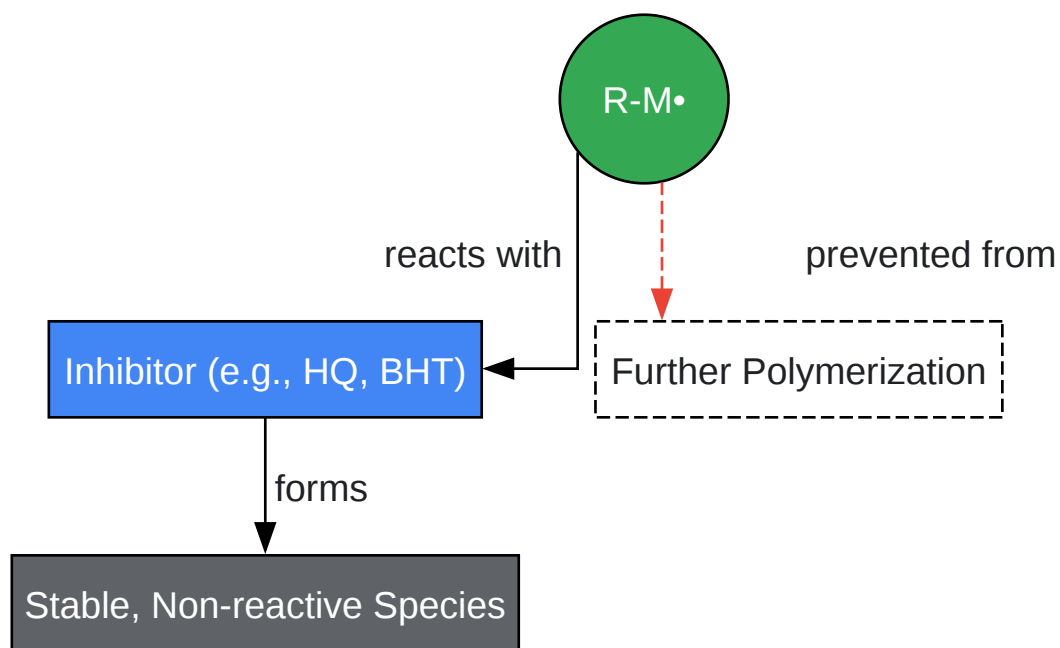 R-M•
reacts with
prevented from
Inhibitor (e.g., HQ, BHT)
Further Polymerization
forms
Stable, Non-reactive Species